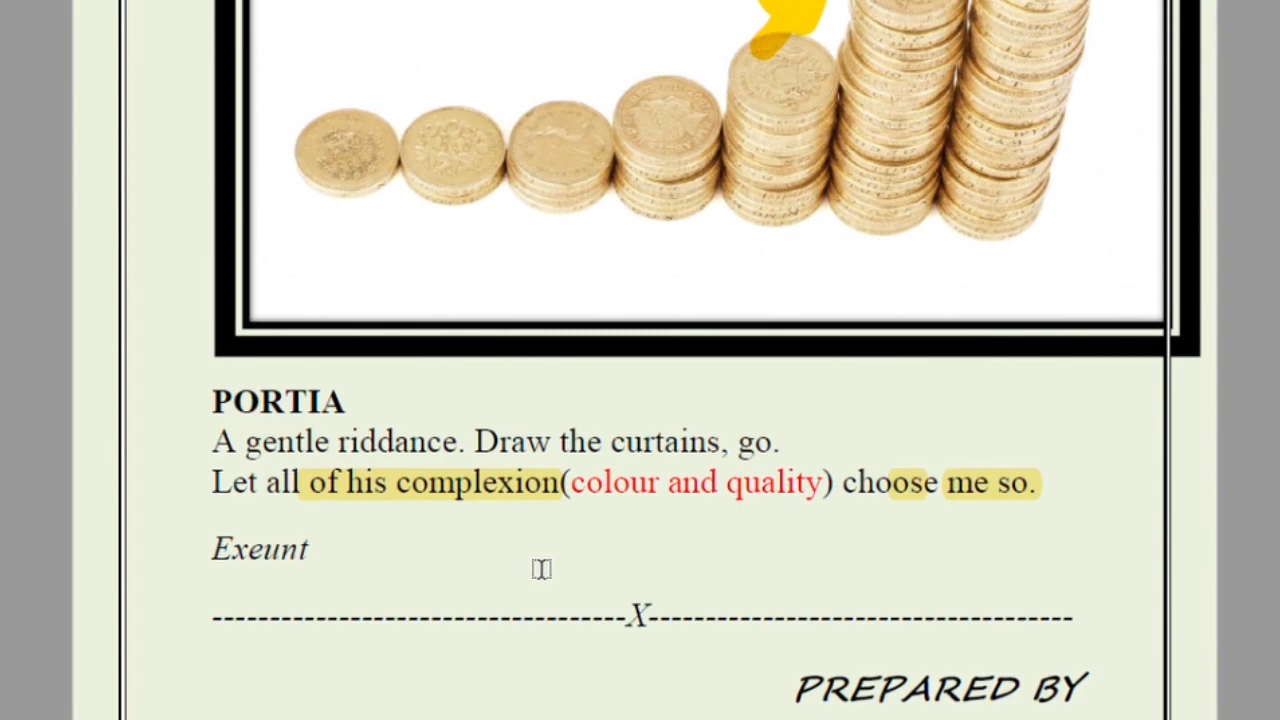 PORTIA
A gentle riddance. Draw the curtains, go.
Let all of his complexion(colour and quality) choose me so.
Exeunt
------------------------------------X-------------------------------------
PREPARED BY